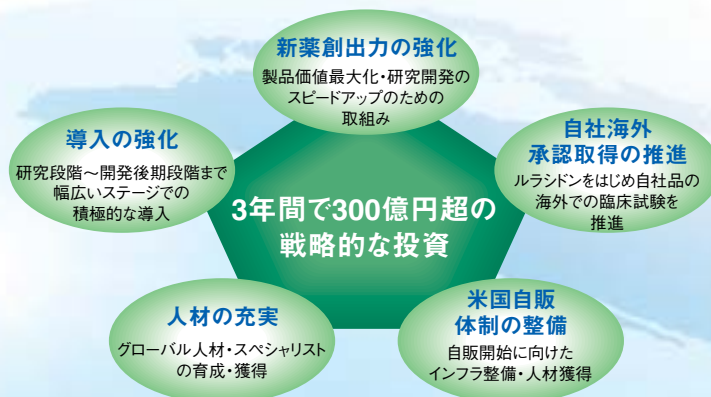 新薬創出力の強化
製品価値最大化・研究開発の
スピードアップのための
取組み
導入の強化
研究段階～開発後期段階まで
幅広いステージでの
積極的な導入
自社海外
承認取得の推進
ルラシドンをはじめ自社品の
海外での臨床試験を
推進
3年間で300億円超の
戦略的な投資
人材の充実
グローバル人材・スペシャリスト
の育成・獲得
米国自販
体制の整備
自販開始に向けた
インフラ整備・人材獲得